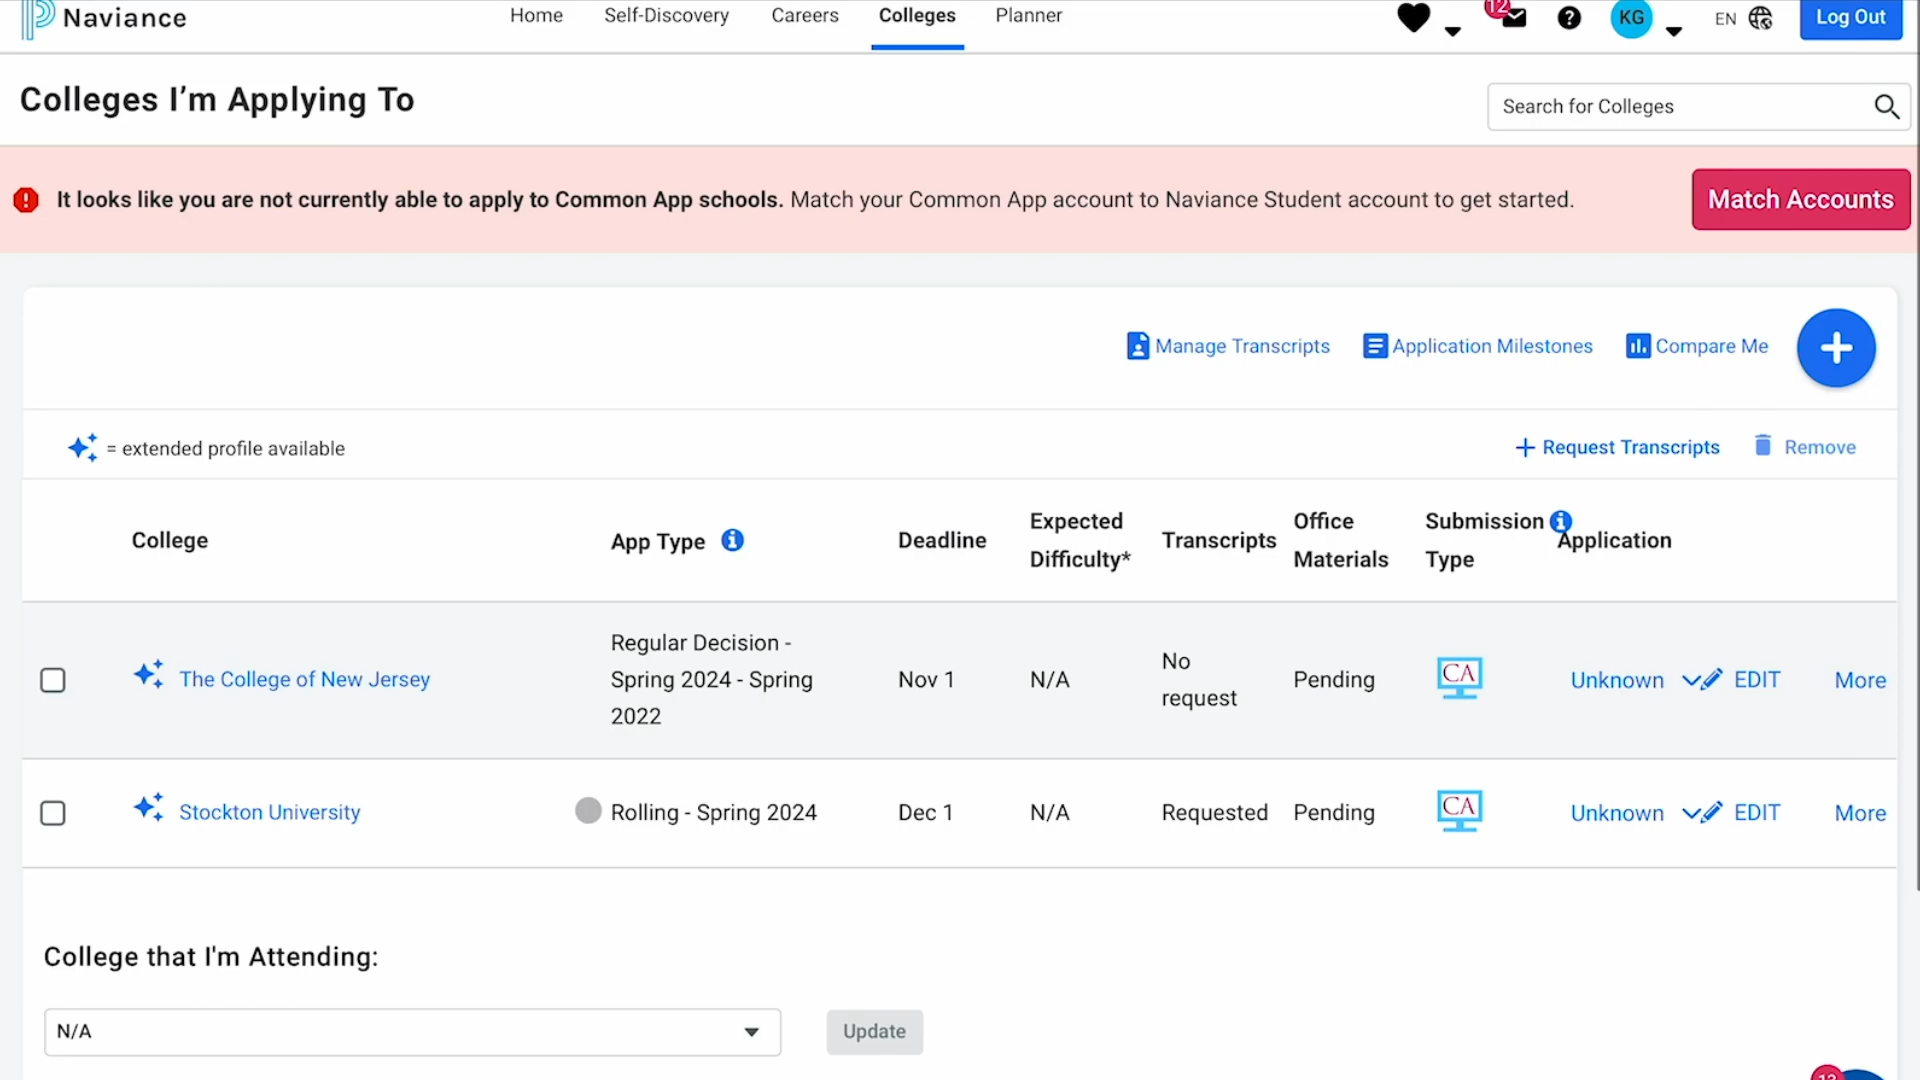 Naviance
Home Self-Discovery Careers Colleges Planner
12
KG
EN
Log Out
Colleges I’m Applying To
Search for Colleges
It looks like you are not currently able to apply to Common App schools. Match your Common App account to Naviance Student account to get started.
Match Accounts
Manage Transcripts Application Milestones Compare Me
= extended profile available
Request Transcripts Remove
College App Type Deadline Expected Difficulty* Transcripts Office Materials Submission Type Application
The College of New Jersey
Regular Decision -
Spring 2024 - Spring
2022
Nov 1
N/A
No
request
Pending
CA
Unknown EDIT More
Stockton University Rolling - Spring 2024 Dec 1 N/A Requested Pending CA Unknown EDIT More
College that I'm Attending:
N/A
Update